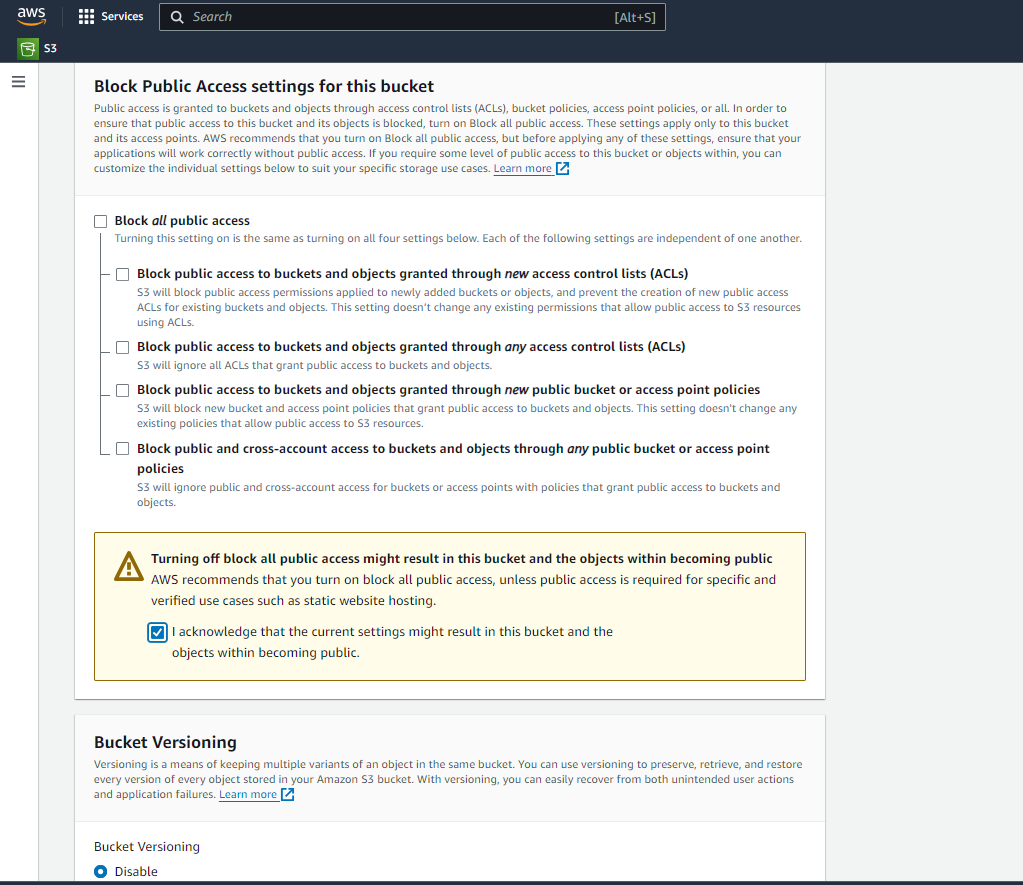 aws
Services
Search
[Alt+S]
S3
Block Public Access settings for this bucket
Public access is granted to buckets and objects through access control lists (ACLs), bucket policies, access point policies, or all. In order to
ensure that public access to this bucket and its objects is blocked, turn on Block all public access. These settings apply only to this bucket
and its access points. AWS recommends that you turn on Block all public access, but before applying any of these settings, ensure that your
applications will work correctly without public access. If you require some level of public access to this bucket or objects within, you can
customize the individual settings below to suit your specific storage use cases. Learn more
Block all public access
Turning this setting on is the same as turning on all four settings below. Each of the following settings are independent of one another.
Block public access to buckets and objects granted through new access control lists (ACLs)
S3 will block public access permissions applied to newly added buckets or objects, and prevent the creation of new public access
ACLs for existing buckets and objects. This setting doesn't change any existing permissions that allow public access to S3 resources
using ACLs.
Block public access to buckets and objects granted through any access control lists (ACLs)
S3 will ignore all ACLs that grant public access to buckets and objects.
Block public access to buckets and objects granted through new public bucket or access point policies
S3 will block new bucket and access point policies that grant public access to buckets and objects. This setting doesn't change any
existing policies that allow public access to S3 resources.
Block public and cross-account access to buckets and objects through any public bucket or access point
policies
S3 will ignore public and cross-account access for buckets or access points with policies that grant public access to buckets and
objects.
Turning off block all public access might result in this bucket and the objects within becoming public
AWS recommends that you turn on block all public access, unless public access is required for specific and
verified use cases such as static website hosting.
I acknowledge that the current settings might result in this bucket and the
objects within becoming public.
Bucket Versioning
Versioning is a means of keeping multiple variants of an object in the same bucket. You can use versioning to preserve, retrieve, and restore
every version of every object stored in your Amazon S3 bucket. With versioning, you can easily recover from both unintended user actions
and application failures. Learn more
Bucket Versioning
Disable